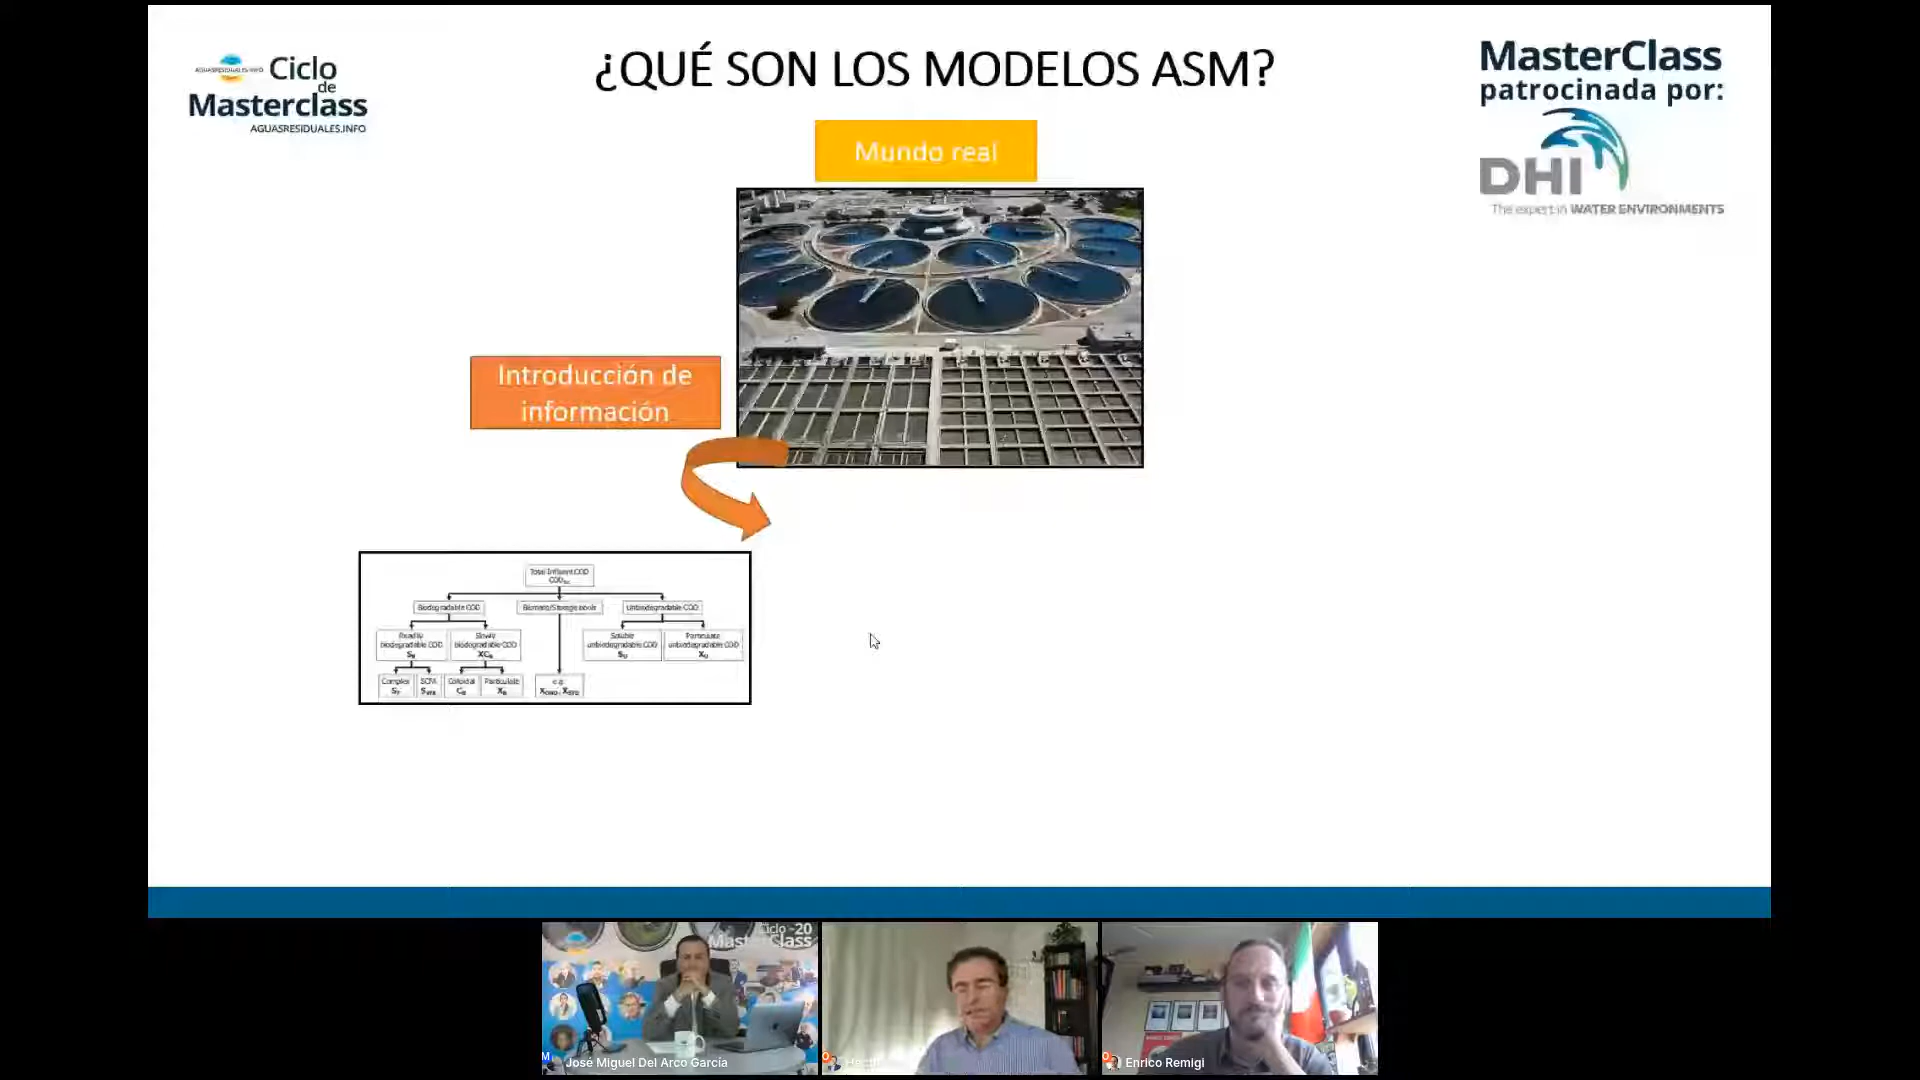 AGUASRESIDUALES.INFO
Ciclo
de
Masterclass
AGUASRESIDUALES.INFO
¿QUÉ SON LOS MODELOS ASM?
MasterClass
patrocinada por:
DHI
The expert in WATER ENVIRONMENTS
Mundo real
Introducción de
información
Total Influent COD
Biodegradable COD
Unbiodegradable COD
Readily
biodegradable COD
Slowly
biodegradable COD
Soluble
unbiodegradable COD
Particulate
unbiodegradable COD
Complex
Colloidal
Particulate
e.g.
Ciclo -20
MasterClass
José Miguel Del Arco García
Enrico Remigi